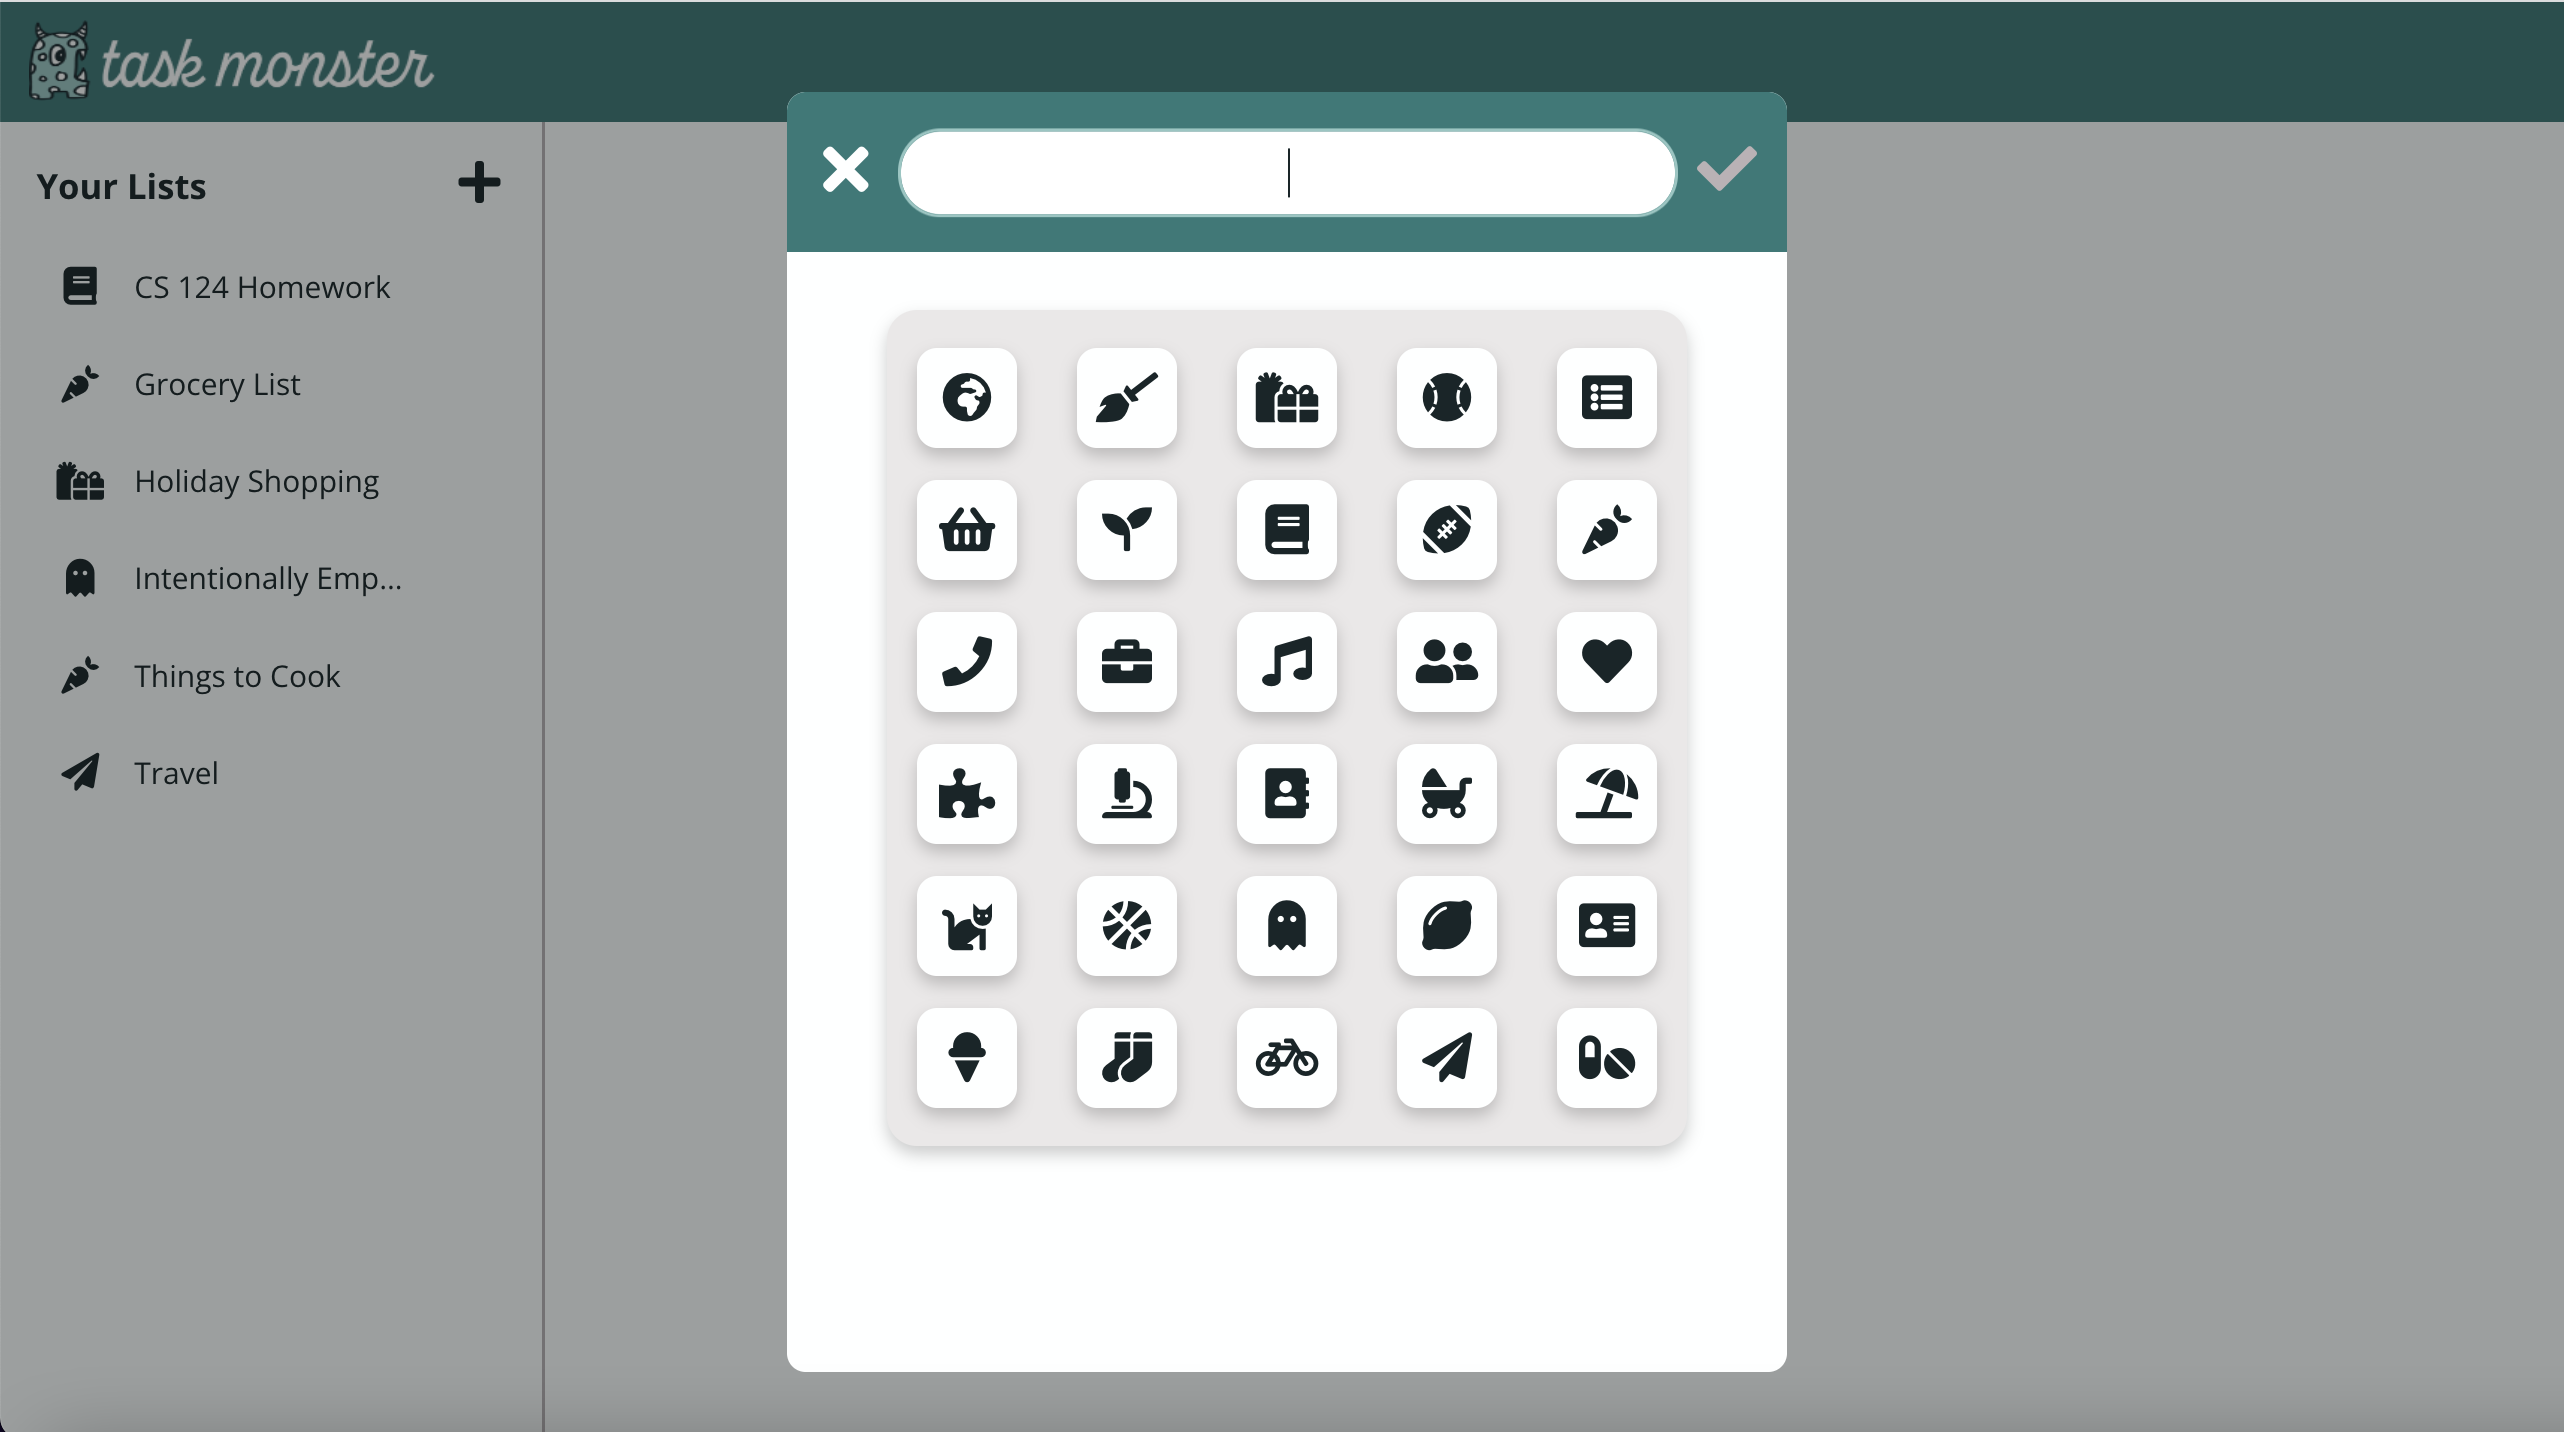 task monster
Your Lists
CS 124 Homework
Grocery List
Holiday Shopping
Intentionally Emp...
Things to Cook
Travel